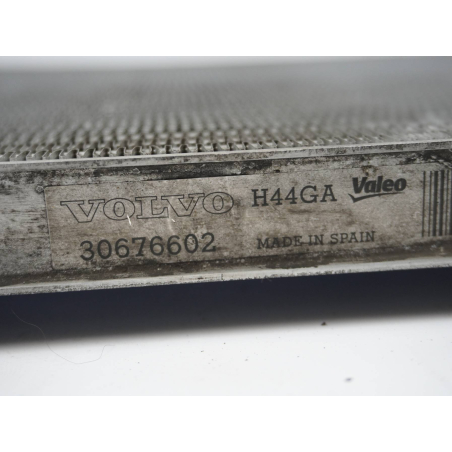 VOLVO H44GA Valeo
30676602 MADE IN SPAIN